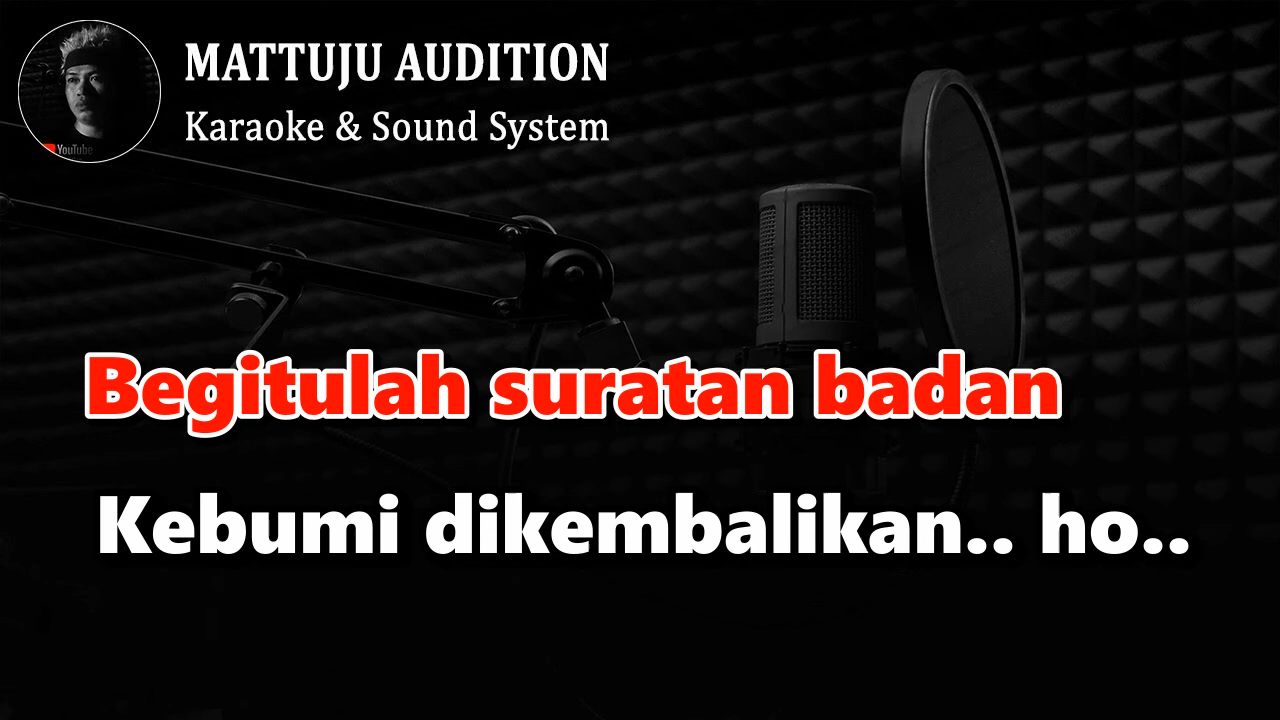 MATTUJU AUDITION
Karaoke & Sound System
YouTube
Begitulah suratan badan
Kebumi dikembalikan.. ho..